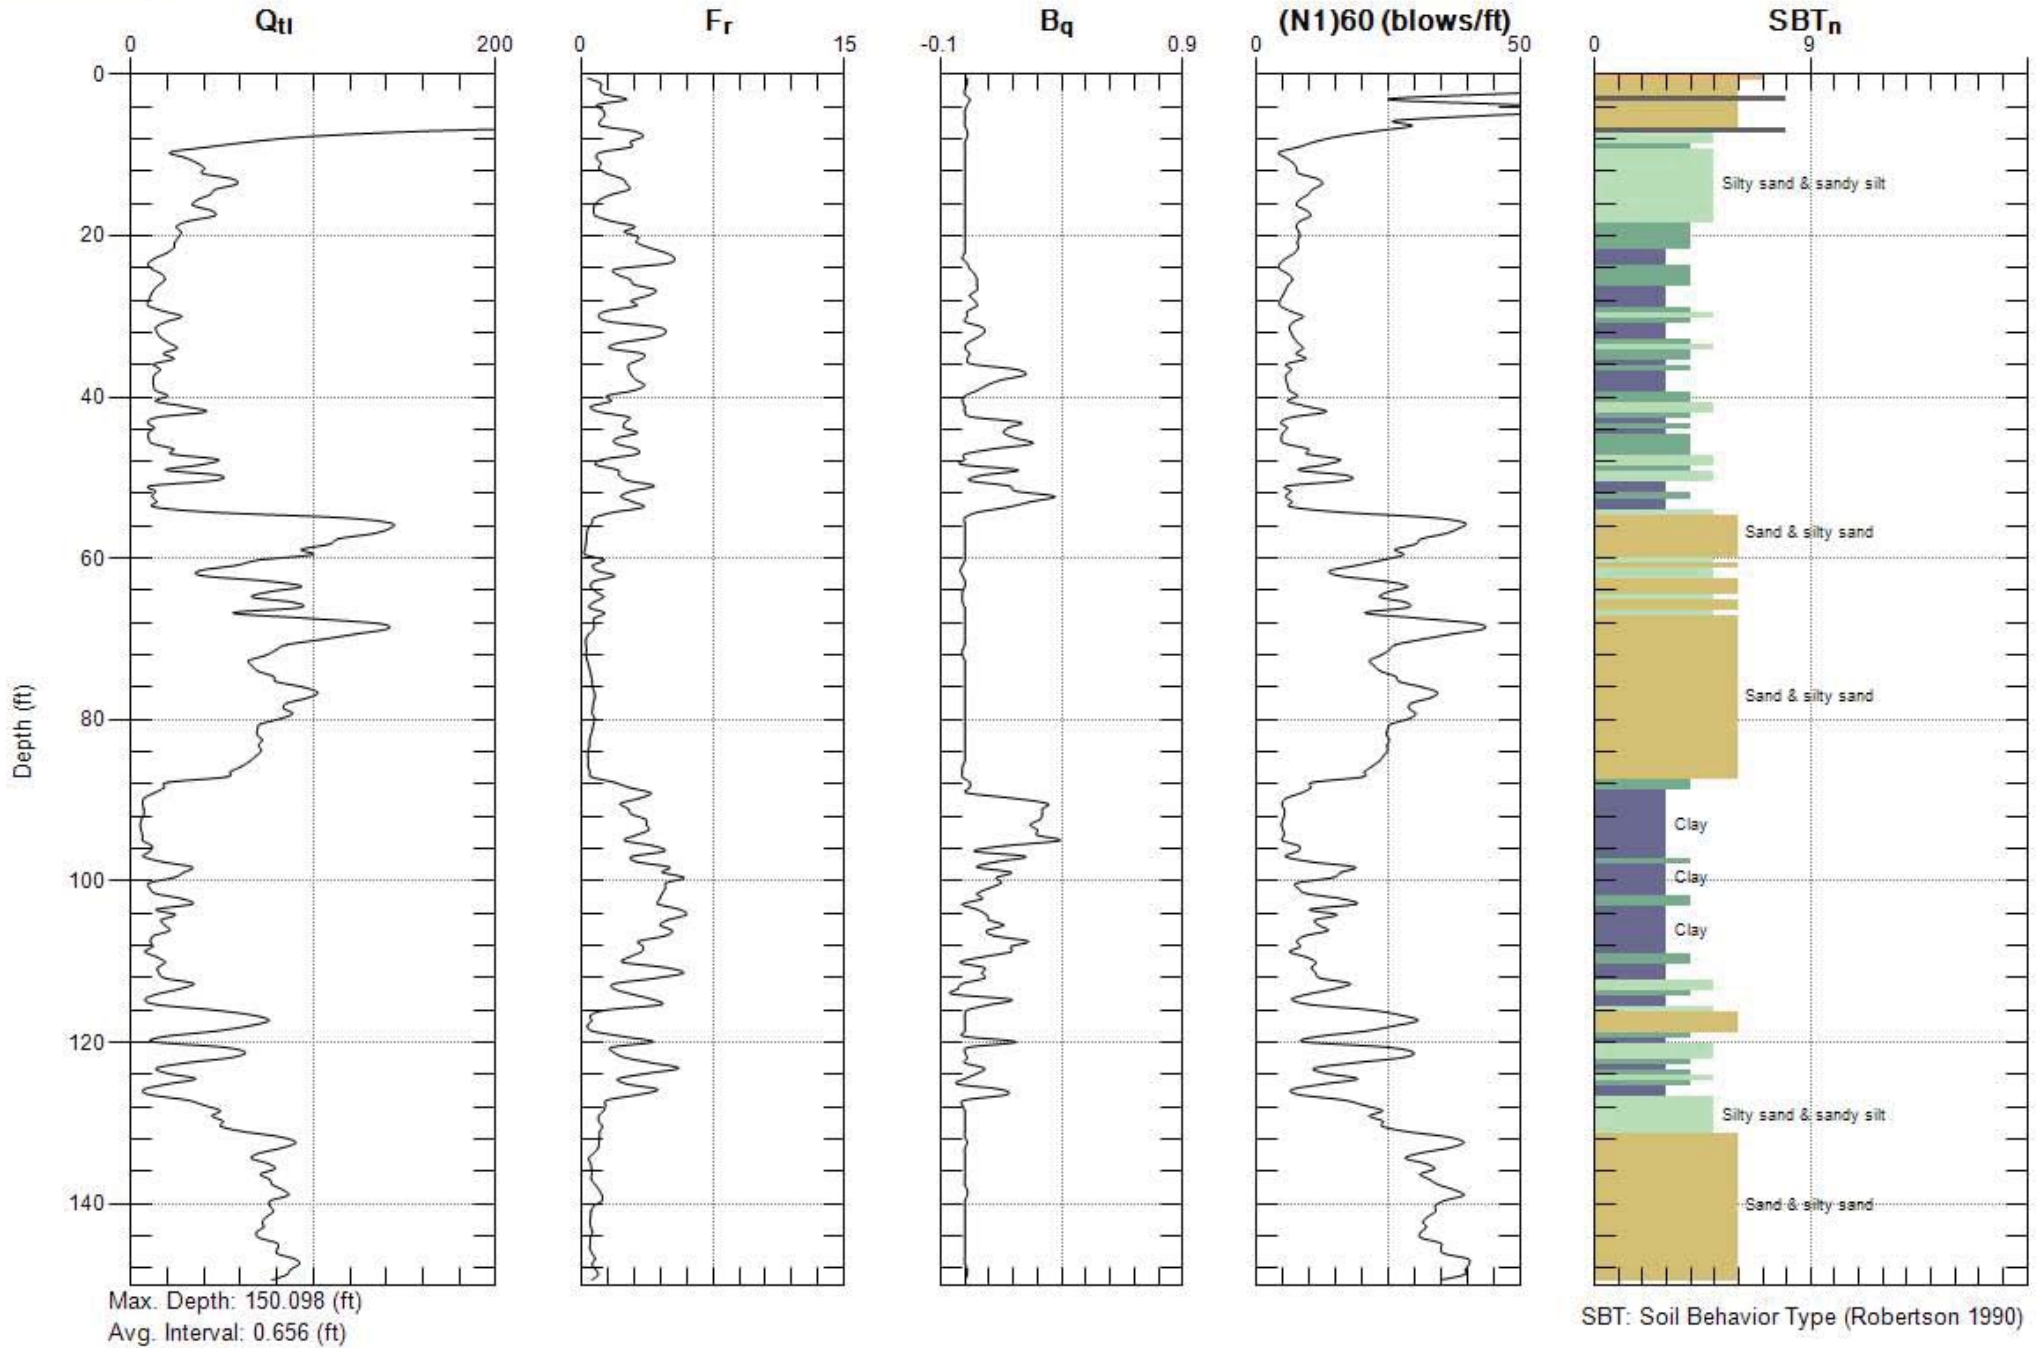 Qtl
Fr
Bq
(N1)60 (blows/ft)
SBTn
0 200
0 15
-0.1 0.9
0 50
0 9
0
20
40
60
80
100
120
140
Depth (ft)
Silty sand & sandy silt
Sand & silty sand
Sand & silty sand
Clay
Clay
Clay
Silty sand & sandy silt
Sand & silty sand
Max. Depth: 150.098 (ft)
Avg. Interval: 0.656 (ft)
SBT: Soil Behavior Type (Robertson 1990)